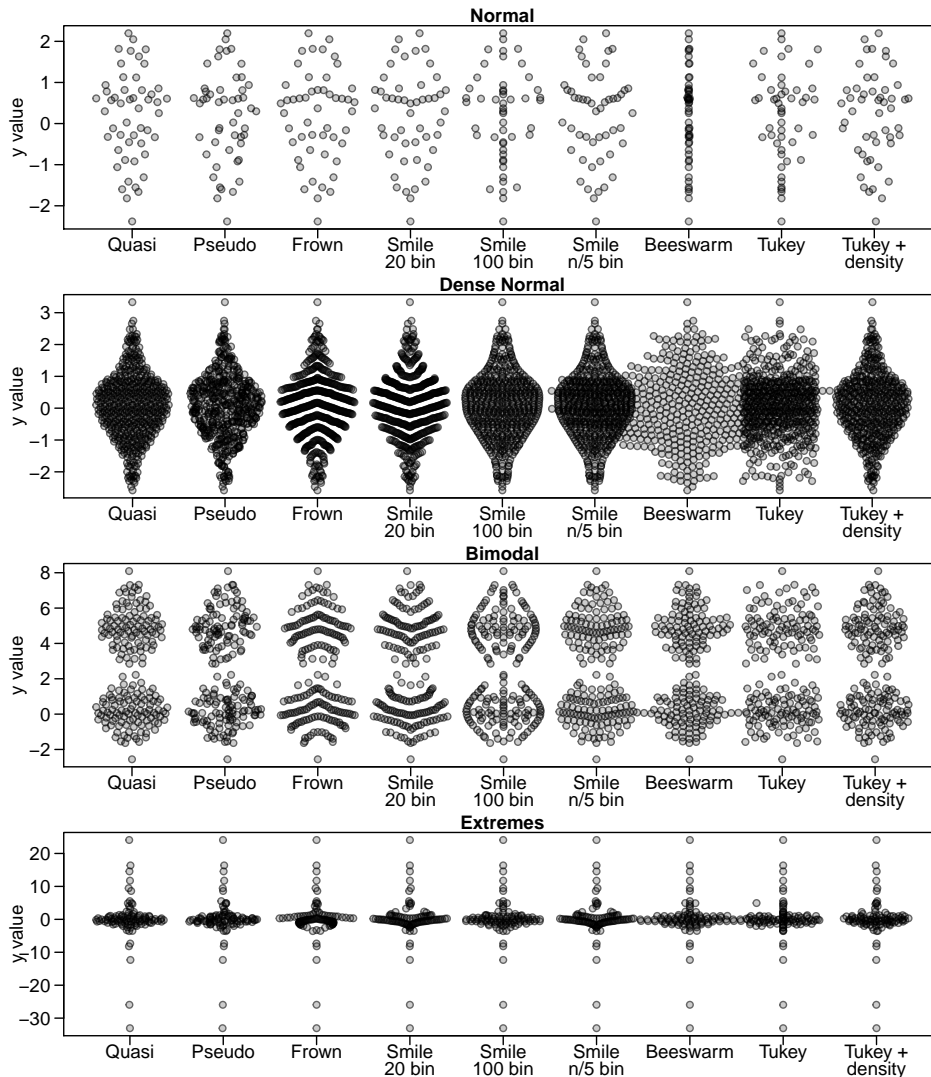 Normal
y value
2
1
0
−1
−2
Quasi Pseudo Frown Smile Smile Smile Beeswarm Tukey Tukey +
20 bin 100 bin n/5 bin density
Dense Normal
y value
3
2
1
0
−1
−2
Quasi Pseudo Frown Smile Smile Smile Beeswarm Tukey Tukey +
20 bin 100 bin n/5 bin density
Bimodal
y value
8
6
4
2
0
−2
Quasi Pseudo Frown Smile Smile Smile Beeswarm Tukey Tukey +
20 bin 100 bin n/5 bin density
Extremes
y value
20
10
0
−10
−20
−30
Quasi Pseudo Frown Smile Smile Smile Beeswarm Tukey Tukey +
20 bin 100 bin n/5 bin density